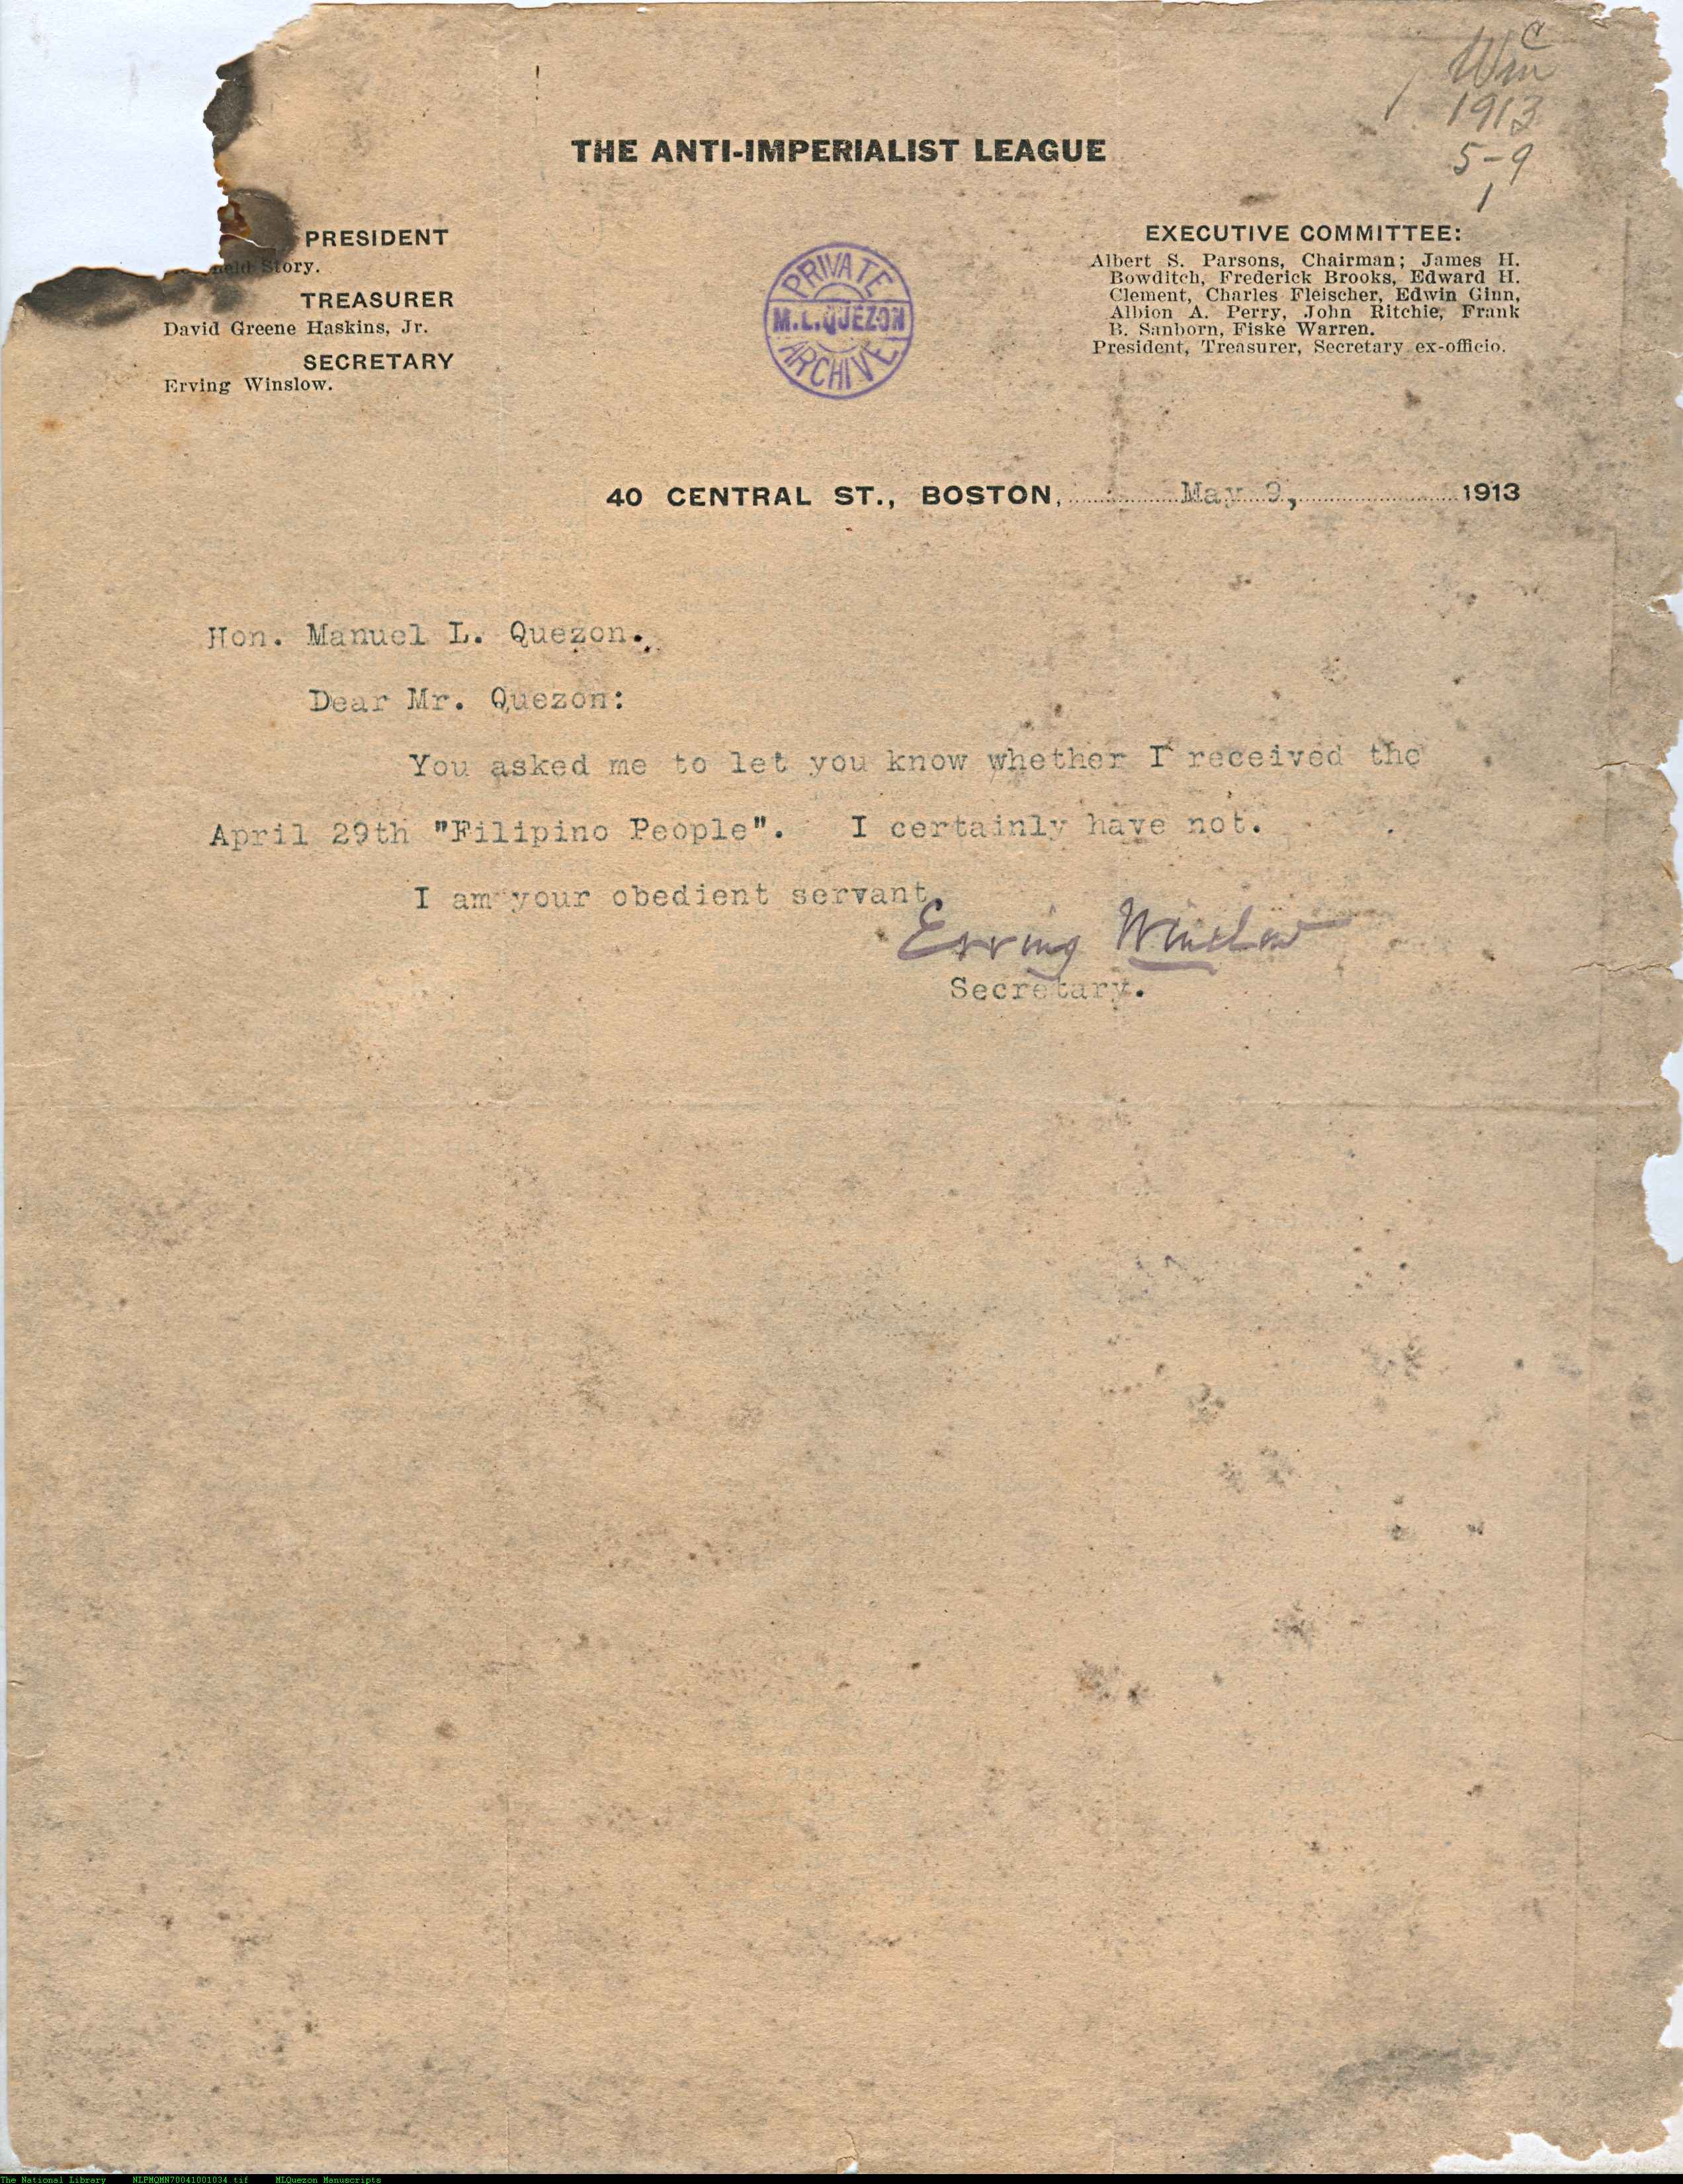 Wm c
1913
5-9
1
THE ANTI-IMPERIALIST LEAGUE
PRESIDENT
Story.
TREASURER
David Greene Haskins, Jr.
SECRETARY
Erving Winslow.
PRIVATE
M.L.QUEZON
ARCHIVE
EXECUTIVE COMMITTEE:
Albert S. Parsons, Chairman; James H.
Bowditch, Frederick Brooks, Edward H.
Clement, Charles Fleischer, Edwin Ginn,
Albion A. Perry, John Ritchie, Frank
B. Sanborn, Fiske Warren.
President, Treasurer, Secretary ex-officio.
40 CENTRAL ST., BOSTON, May 9, 1913
Hon. Manuel L. Quezon.,
Dear Mr. Quezon:
You asked me to let you know whether I received the
April 29th "Filipino People". I certainly have not.
I am your obedient servant,
Erving Winslow
Secretary.
The National Library NLPMQMN70041001034.tif MLQuezon Manuscripts